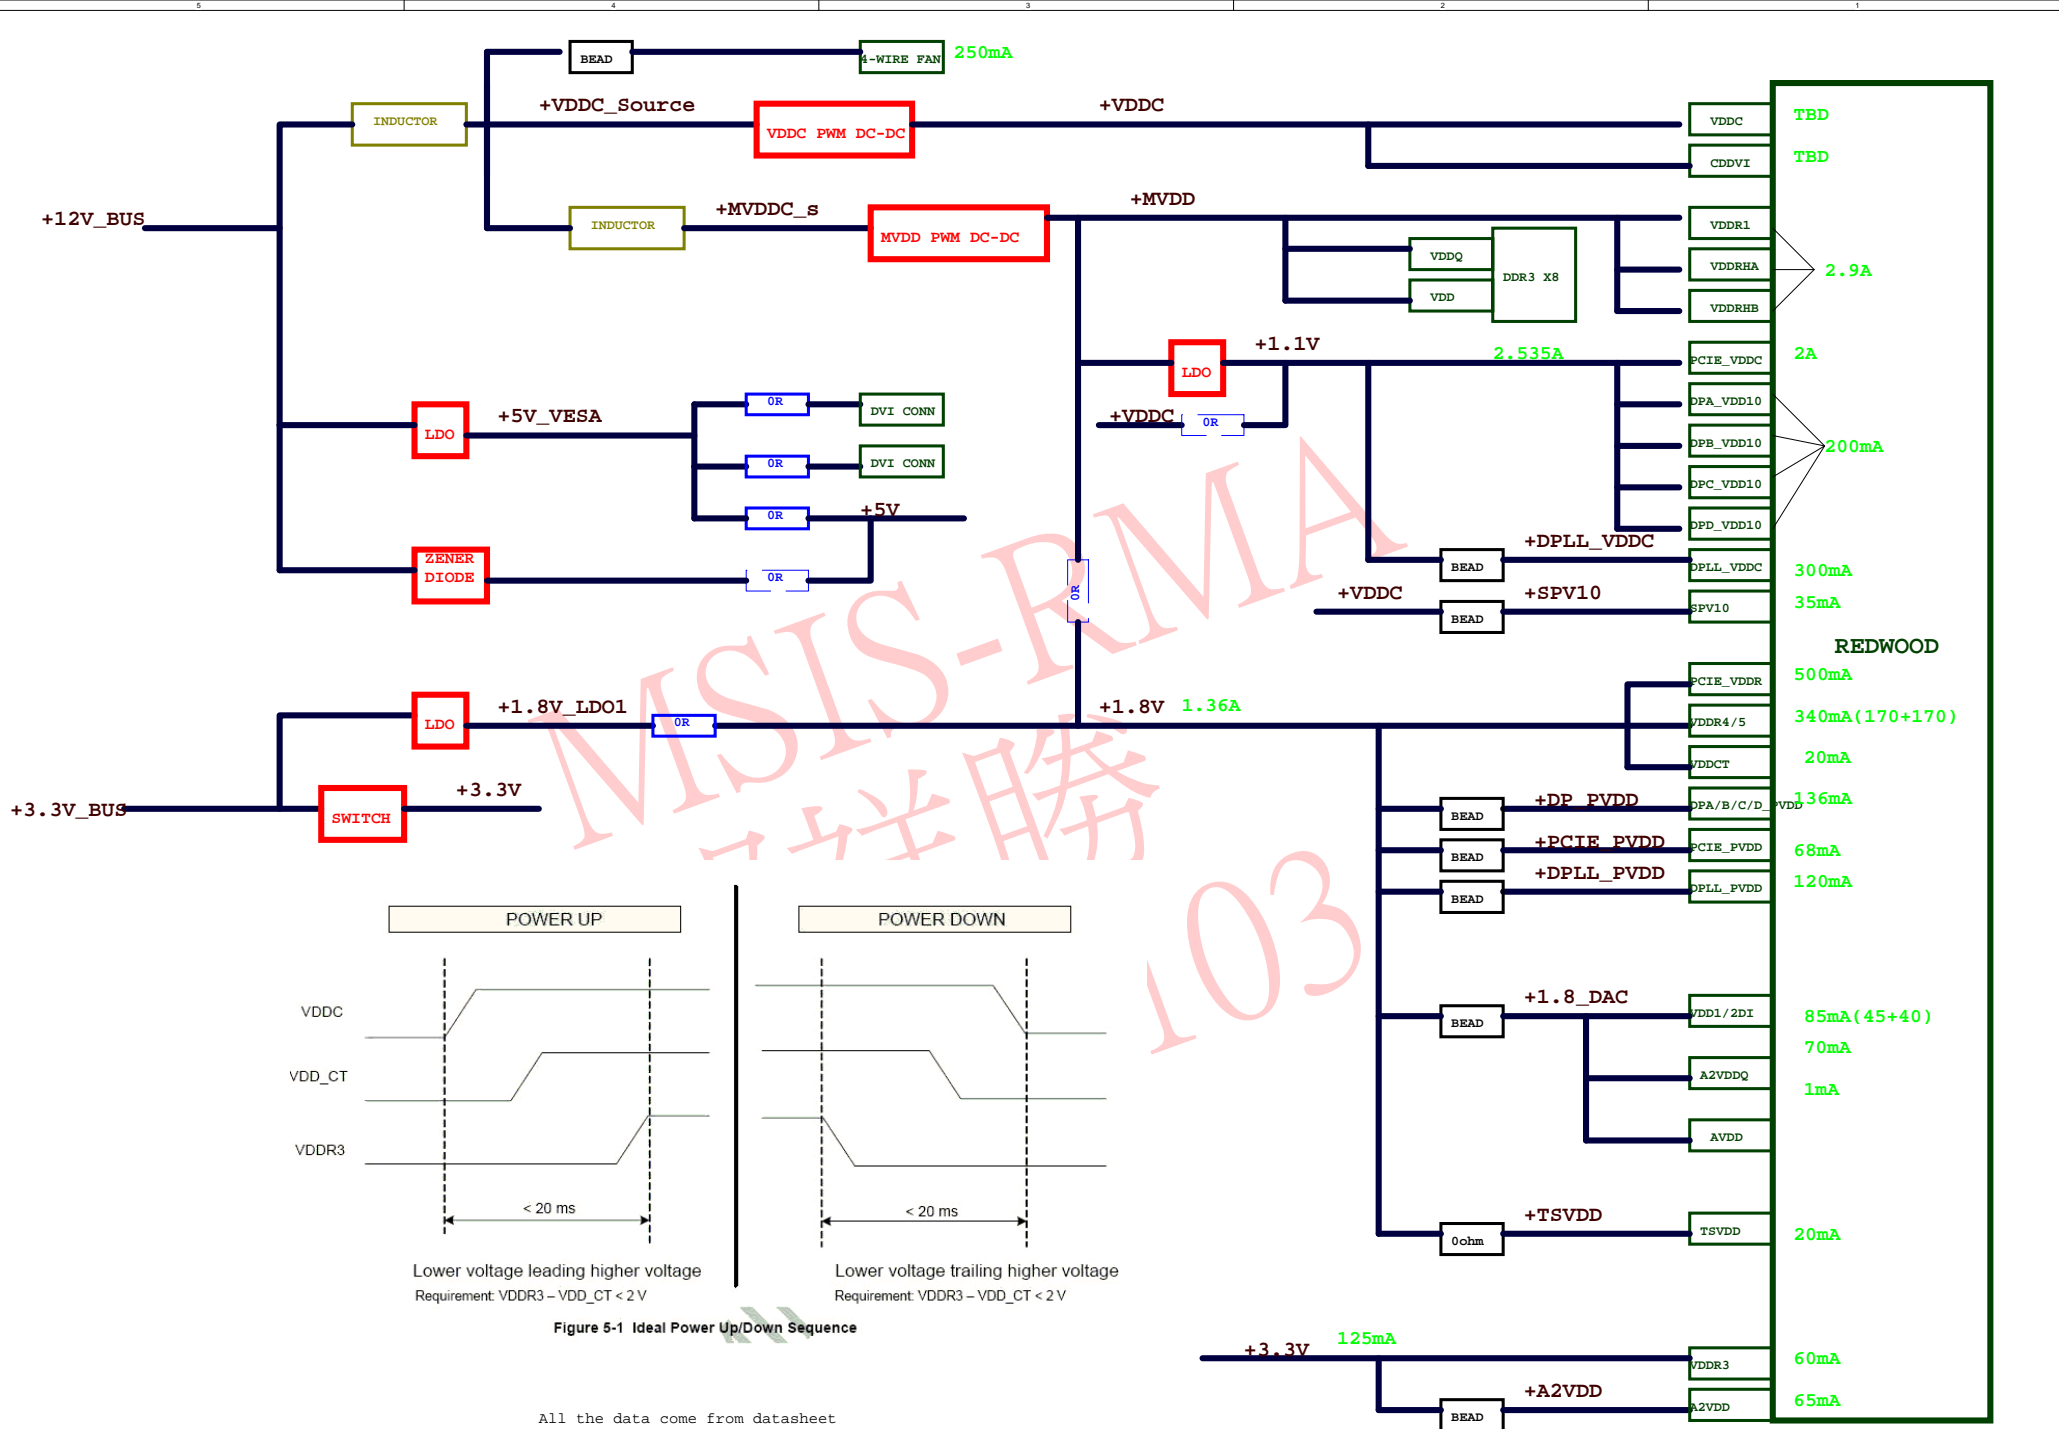 5 4 3 2 1
BEAD 4-WIRE FAN 250mA
+VDDC_Source +VDDC
INDUCTOR VDDC PWM DC-DC VDDC TBD
CDDVI TBD
+12V_BUS INDUCTOR +MVDDC_s MVDD PWM DC-DC +MVDD VDDR1
VDDQ VDDRHA 2.9A
DDR3 X8
VDD VDDRHB
LDO +1.1V 2.535A PCIE_VDDC 2A
+5V_VESA 0R DVI CONN +VDDC 0R DPA_VDD10
LDO DPB_VDD10 200mA
0R DVI CONN DPC_VDD10
0R +5V DPD_VDD10
ZENER
DIODE 0R 0R BEAD +DPLL_VDDC DPLL_VDDC 300mA
+VDDC BEAD +SPV10 SPV10 35mA
REDWOOD
PCIE_VDDR 500mA
LDO +1.8V_LDO1 0R +1.8V 1.36A VDDR4/5 340mA(170+170)
VDDCT 20mA
+3.3V_BUS SWITCH +3.3V BEAD +DP_PVDD DPA/B/C/D_PVDD 136mA
BEAD +PCIE_PVDD PCIE_PVDD 68mA
BEAD +DPLL_PVDD DPLL_PVDD 120mA
MSIS-RMA
祥勝
103
POWER UP POWER DOWN
VDDC
VDD_CT
VDDR3
< 20 ms < 20 ms
Lower voltage leading higher voltage Lower voltage trailing higher voltage
Requirement: VDDR3 – VDD_CT < 2 V Requirement: VDDR3 – VDD_CT < 2 V
Figure 5-1 Ideal Power Up/Down Sequence
BEAD +1.8_DAC VDD1/2DI 85mA(45+40)
70mA
A2VDDQ
1mA
AVDD
0ohm +TSVDD TSVDD 20mA
+3.3V 125mA VDDR3 60mA
BEAD +A2VDD A2VDD 65mA
All the data come from datasheet